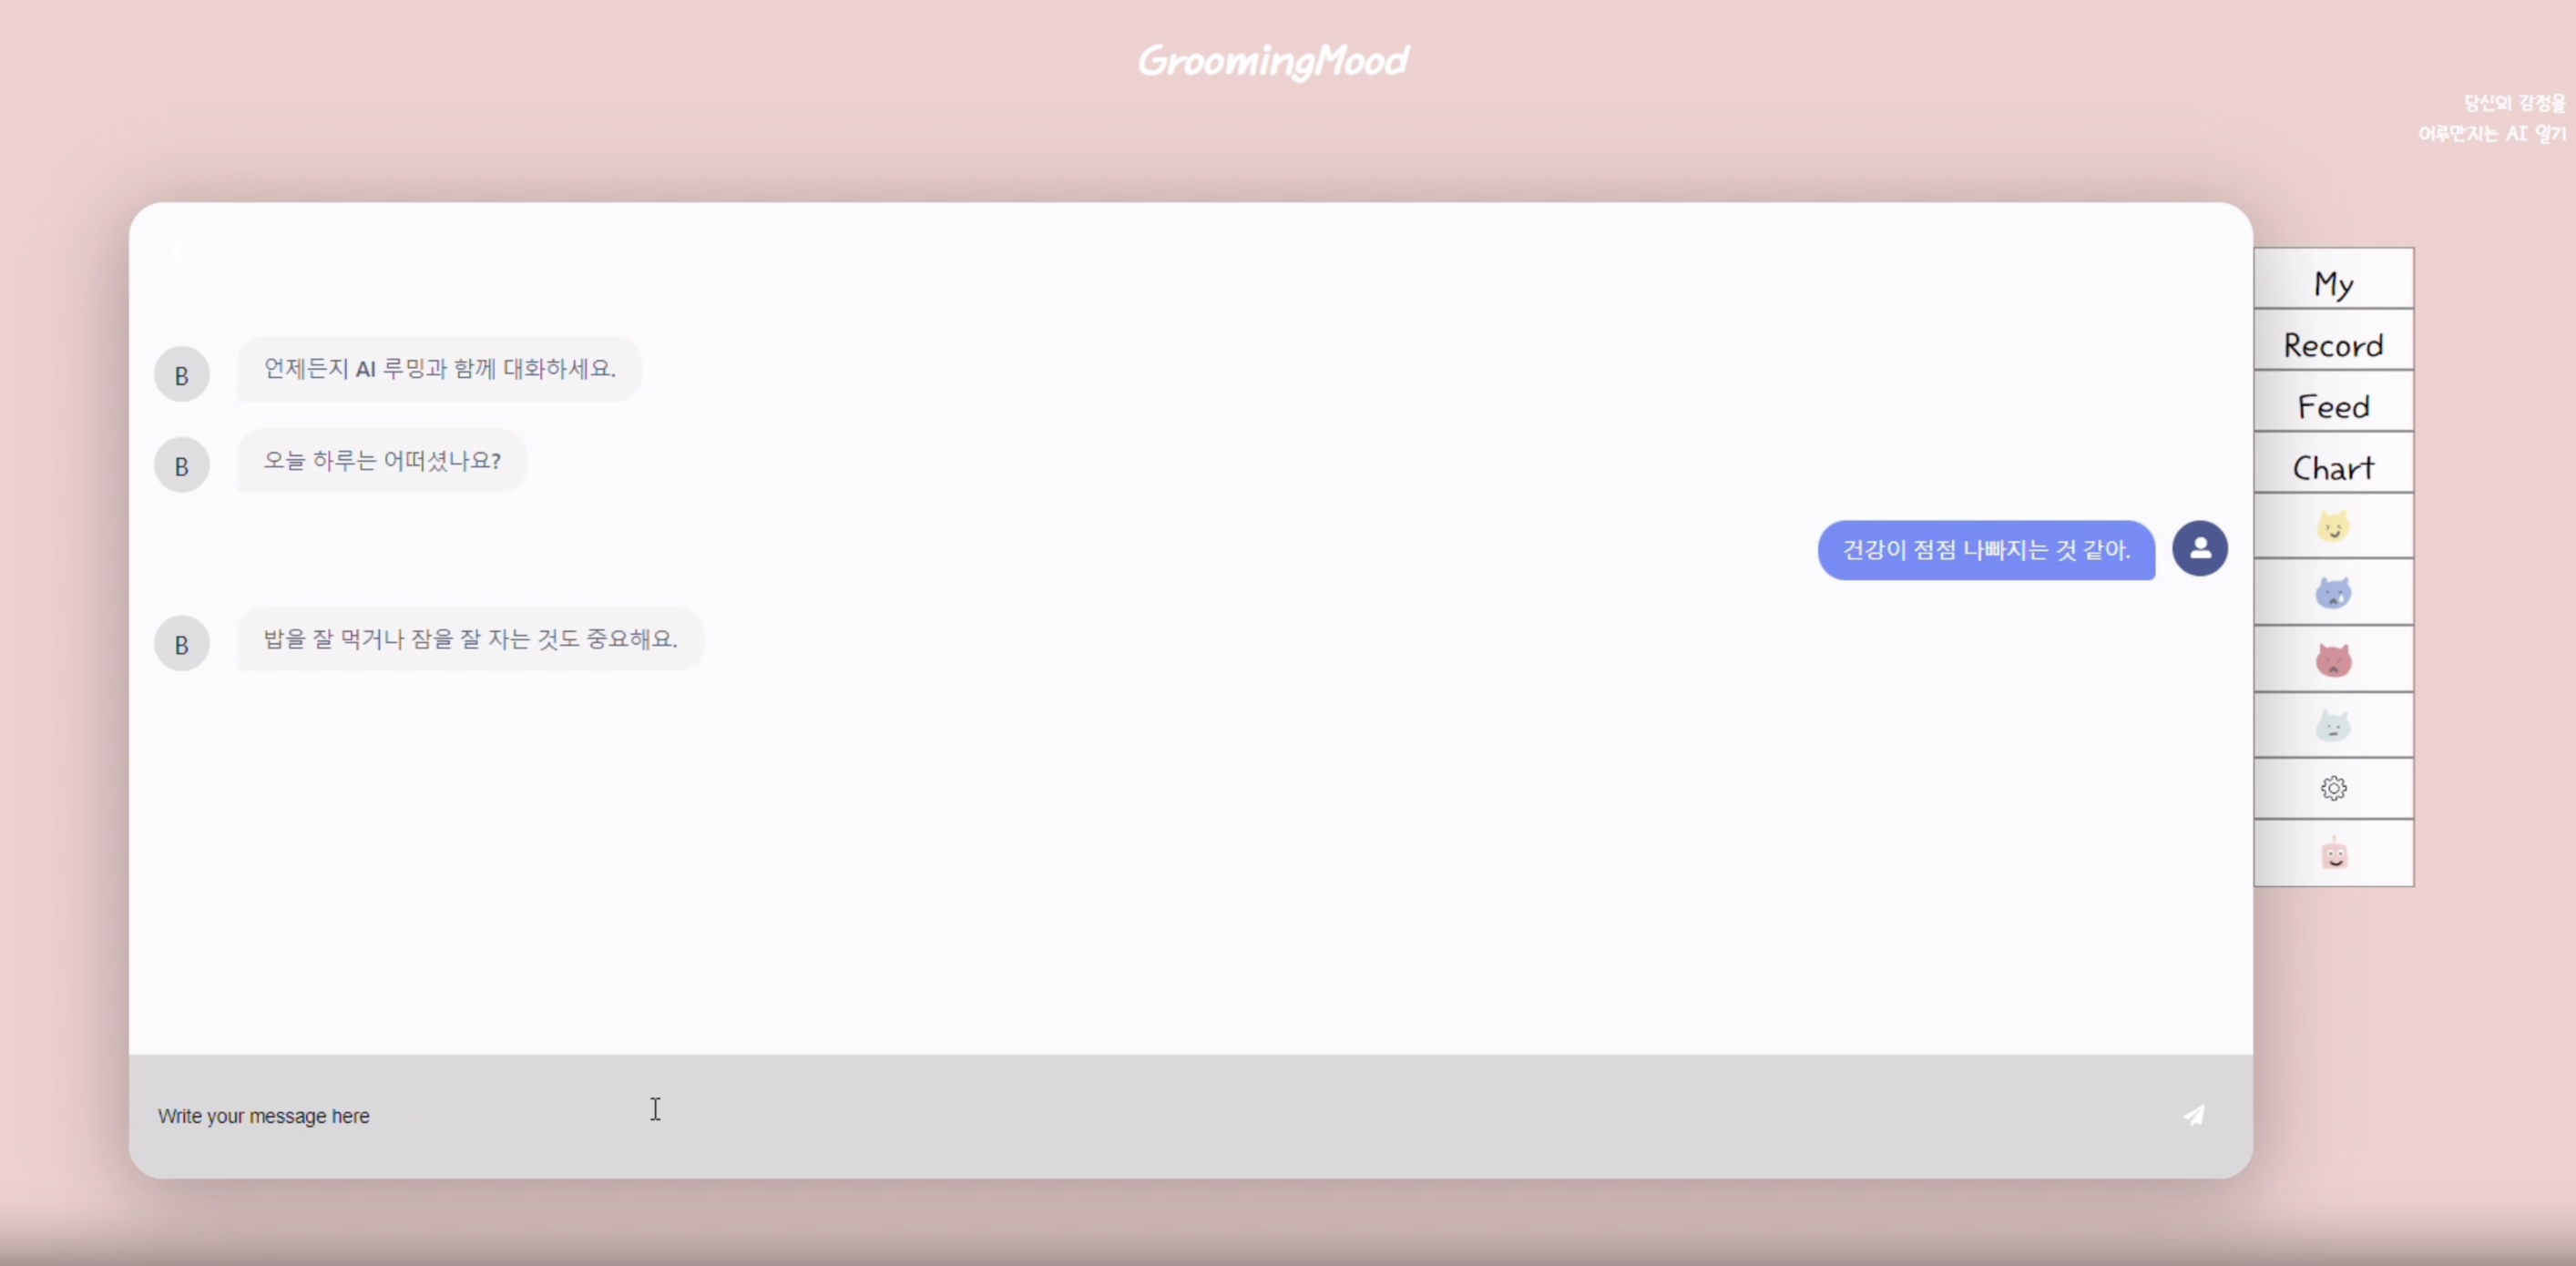 GroomingMood
당신의 감정을
어루만지는 AI 일기
My
Record
Feed
Chart
B
언제든지 AI 루밍과 함께 대화하세요.
B
오늘 하루는 어떠셨나요?
건강이 점점 나빠지는 것 같아.
B
밥을 잘 먹거나 잠을 잘 자는 것도 중요해요.
Write your message here